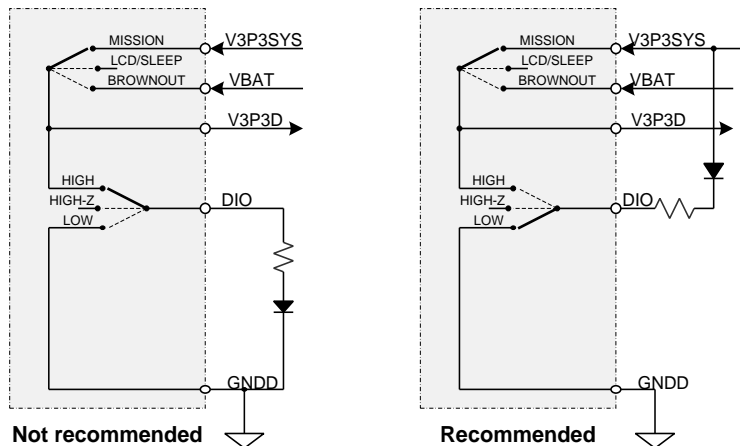 MISSION
V3P3SYS
LCD/SLEEP
BROWNOUT
VBAT
V3P3D
HIGH
HIGH-Z
DIO
LOW
GNDD
Not recommended
MISSION
V3P3SYS
LCD/SLEEP
BROWNOUT
VBAT
V3P3D
HIGH
HIGH-Z
DIO
LOW
GNDD
Recommended